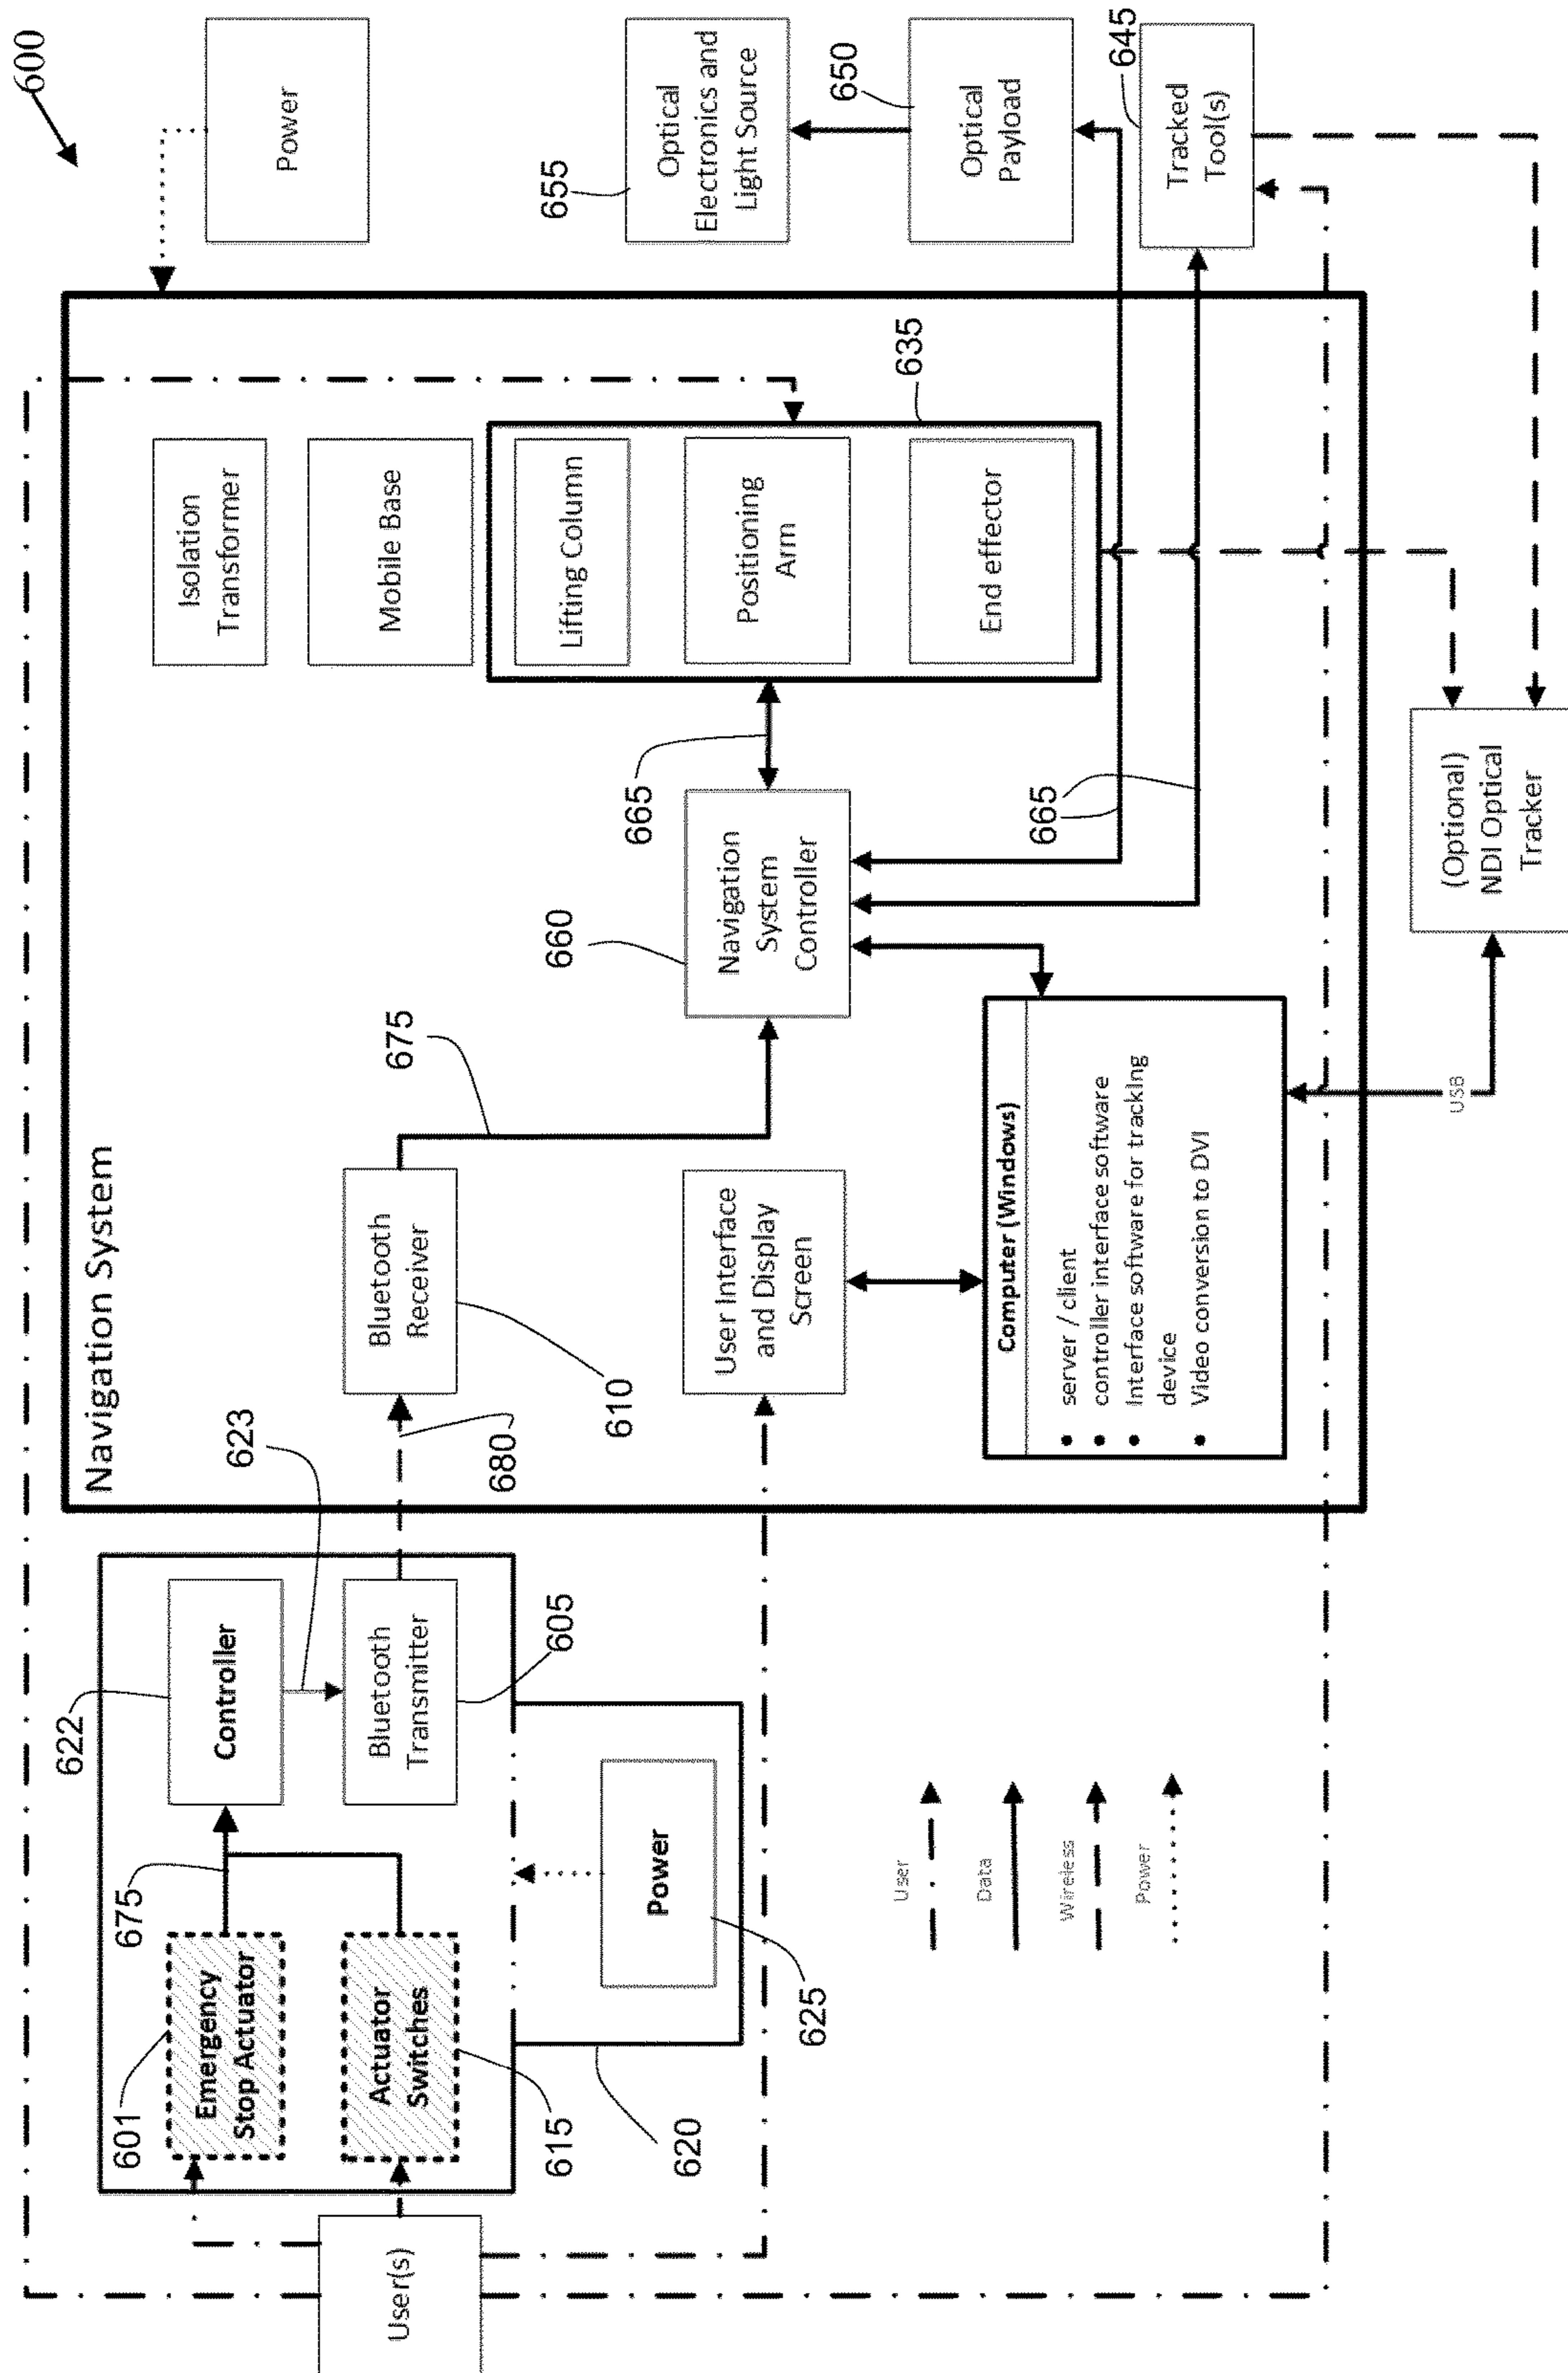 600
Navigation System
User(s)
601
Emergency
Stop Actuator
675
622
Controller
623
Actuator
Switches
615
Bluetooth
Transmitter
605
620
Power
625
680
Bluetooth
Receiver
610
675
User Interface
and Display
Screen
Computer (Windows)
• server / client
• controller interface software
• Interface software for tracking
device
• Video conversion to DVI
660
Navigation
System
Controller
665
665
Isolation
Transformer
Mobile Base
Lifting Column
Positioning
Arm
End effector
635
Power
655
Optical
Electronics and
Light Source
650
Optical
Payload
645
Tracked
Tool(s)
USB
(Optional)
NDI Optical
Tracker
User
Data
Wireless
Power